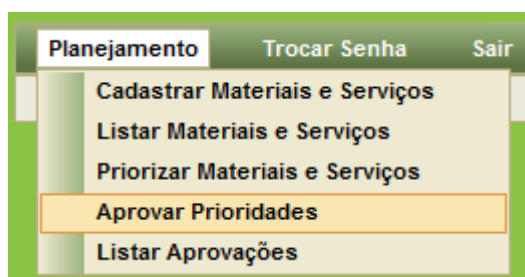 Planejamento Trocar Senha Sair
Cadastrar Materiais e Serviços
Listar Materiais e Serviços
Priorizar Materiais e Serviços
Aprovar Prioridades
Listar Aprovações